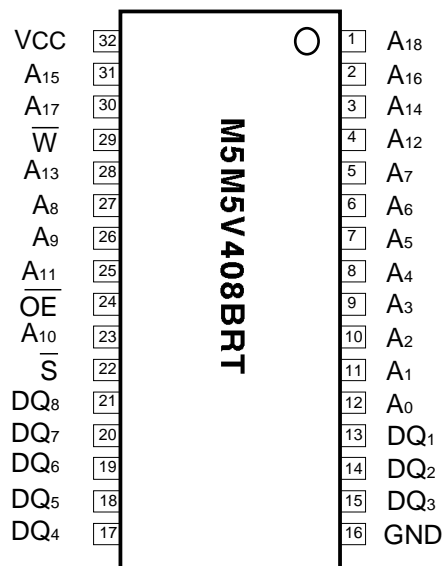 VCC 32 1 A18
A15 31 2 A16
A17 30 3 A14
W̅ 29 4 A12
A13 28 5 A7
A8 27 6 A6
A9 26 7 A5
A11 25 8 A4
O̅E̅ 24 9 A3
A10 23 10 A2
S̅ 22 11 A1
DQ8 21 12 A0
DQ7 20 13 DQ1
DQ6 19 14 DQ2
DQ5 18 15 DQ3
DQ4 17 16 GND
M5M5V408BRT